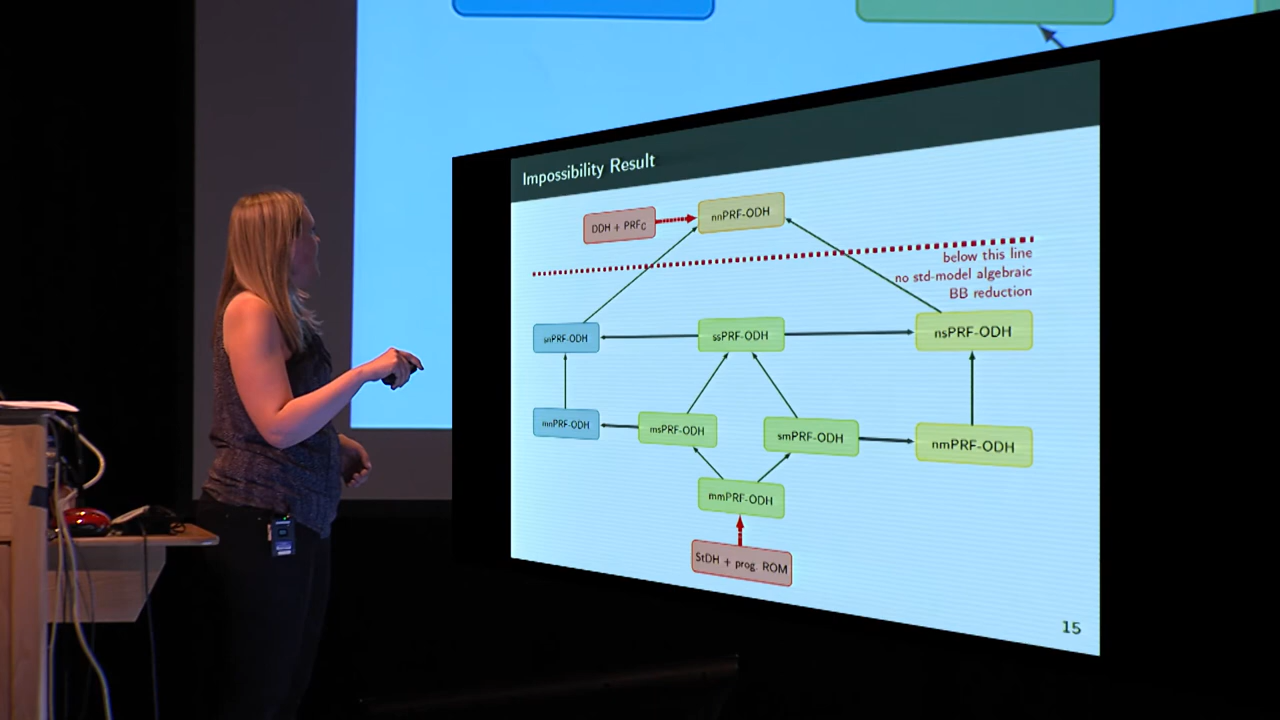 Impossibility Result
DDH + PRFC
nnPRF-ODH
below this line
no std-model algebraic
BB reduction
snPRF-ODH
ssPRF-ODH
nsPRF-ODH
mnPRF-ODH
msPRF-ODH
smPRF-ODH
nmPRF-ODH
mmPRF-ODH
StDH + prog. ROM
15